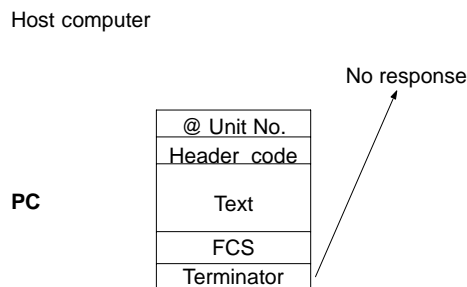 Host computer
No response
@ Unit No.
Header code
PC
Text
FCS
Terminator